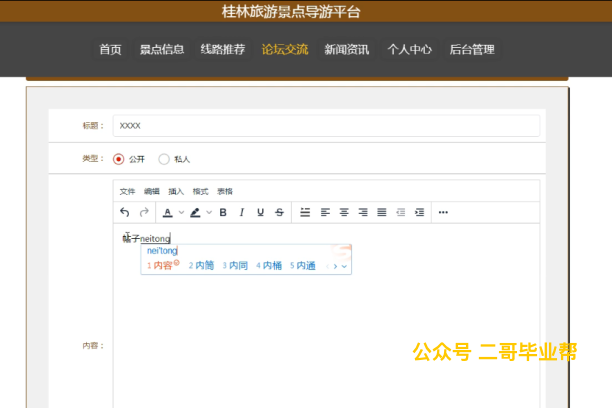 桂林旅游景点导游平台
首页 景点信息 线路推荐 论坛交流 新闻资讯 个人中心 后台管理
标题： XXXX
类型： 公开 私人
文件 编辑 插入 格式 表格
A B I U S
帖子neitong
nei'tong
1 内容 2 内筒 3 内同 4 内桶 5 内通
内容：
公众号 二哥毕业帮